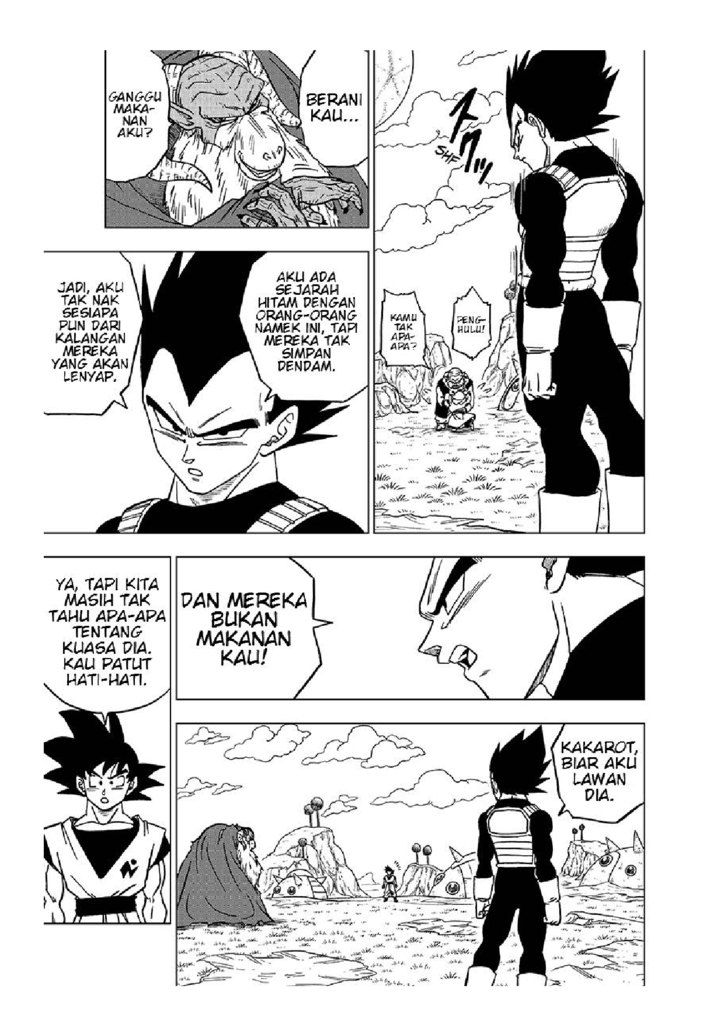 SHF
PENG-
HULU!
KAMU
TAK
APA-
APA?
BERANI
KAU...
GANGGU
MAKA-
NAN
AKU?
AKU ADA
SEJARAH
HITAM DENGAN
ORANG-ORANG
NAMEK INI, TAPI
MEREKA TAK
SIMPAN
DENDAM.
JADI, AKU
TAK NAK
SESIAPA
PUN DARI
KALANGAN
MEREKA
YANG AKAN
LENYAP.
DAN MEREKA
BUKAN
MAKANAN
KAU!
KAKAROT,
BIAR AKU
LAWAN
DIA.
YA, TAPI KITA
MASIH TAK
TAHU APA-APA
TENTANG
KUASA DIA.
KAU PATUT
HATI-HATI.